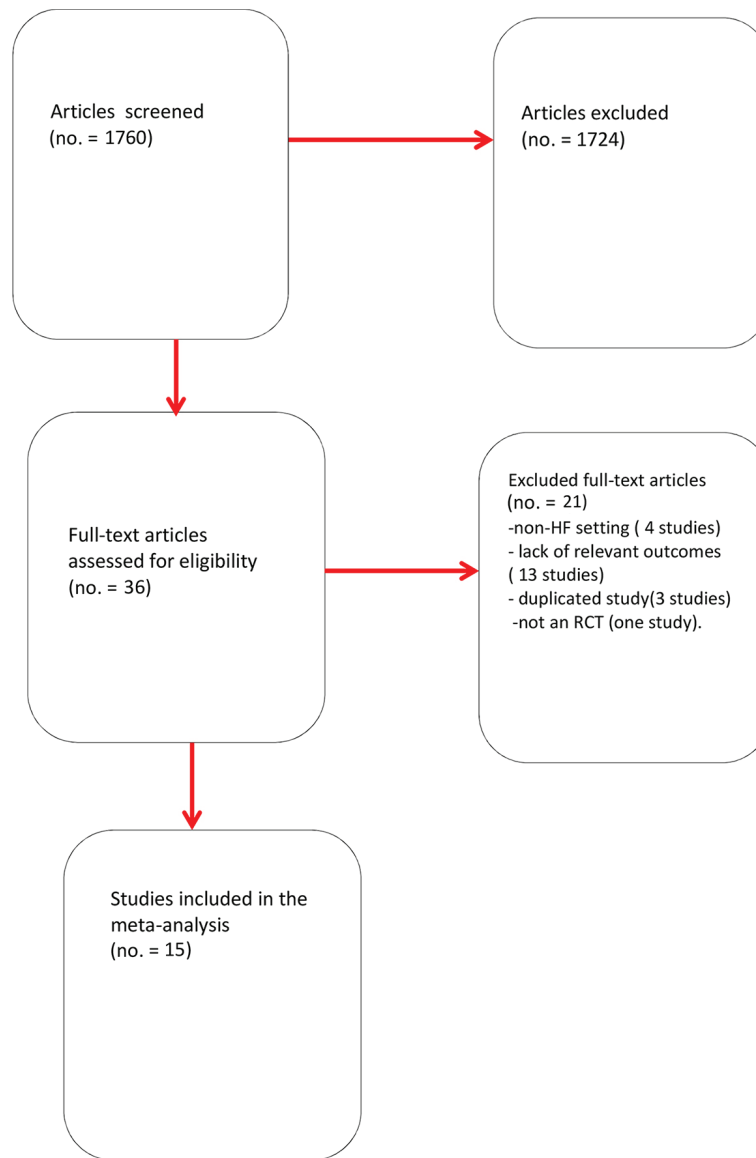 Articles  screened
(no. = 1760)
Articles excluded
(no. = 1724)
Full-text articles
assessed for eligibility
(no. = 36)
Excluded full-text articles
(no. = 21)
-non-HF setting ( 4 studies)
- lack of relevant outcomes
( 13 studies)
- duplicated study(3 studies)
-not an RCT (one study).
Studies included in the
meta-analysis
(no. = 15)